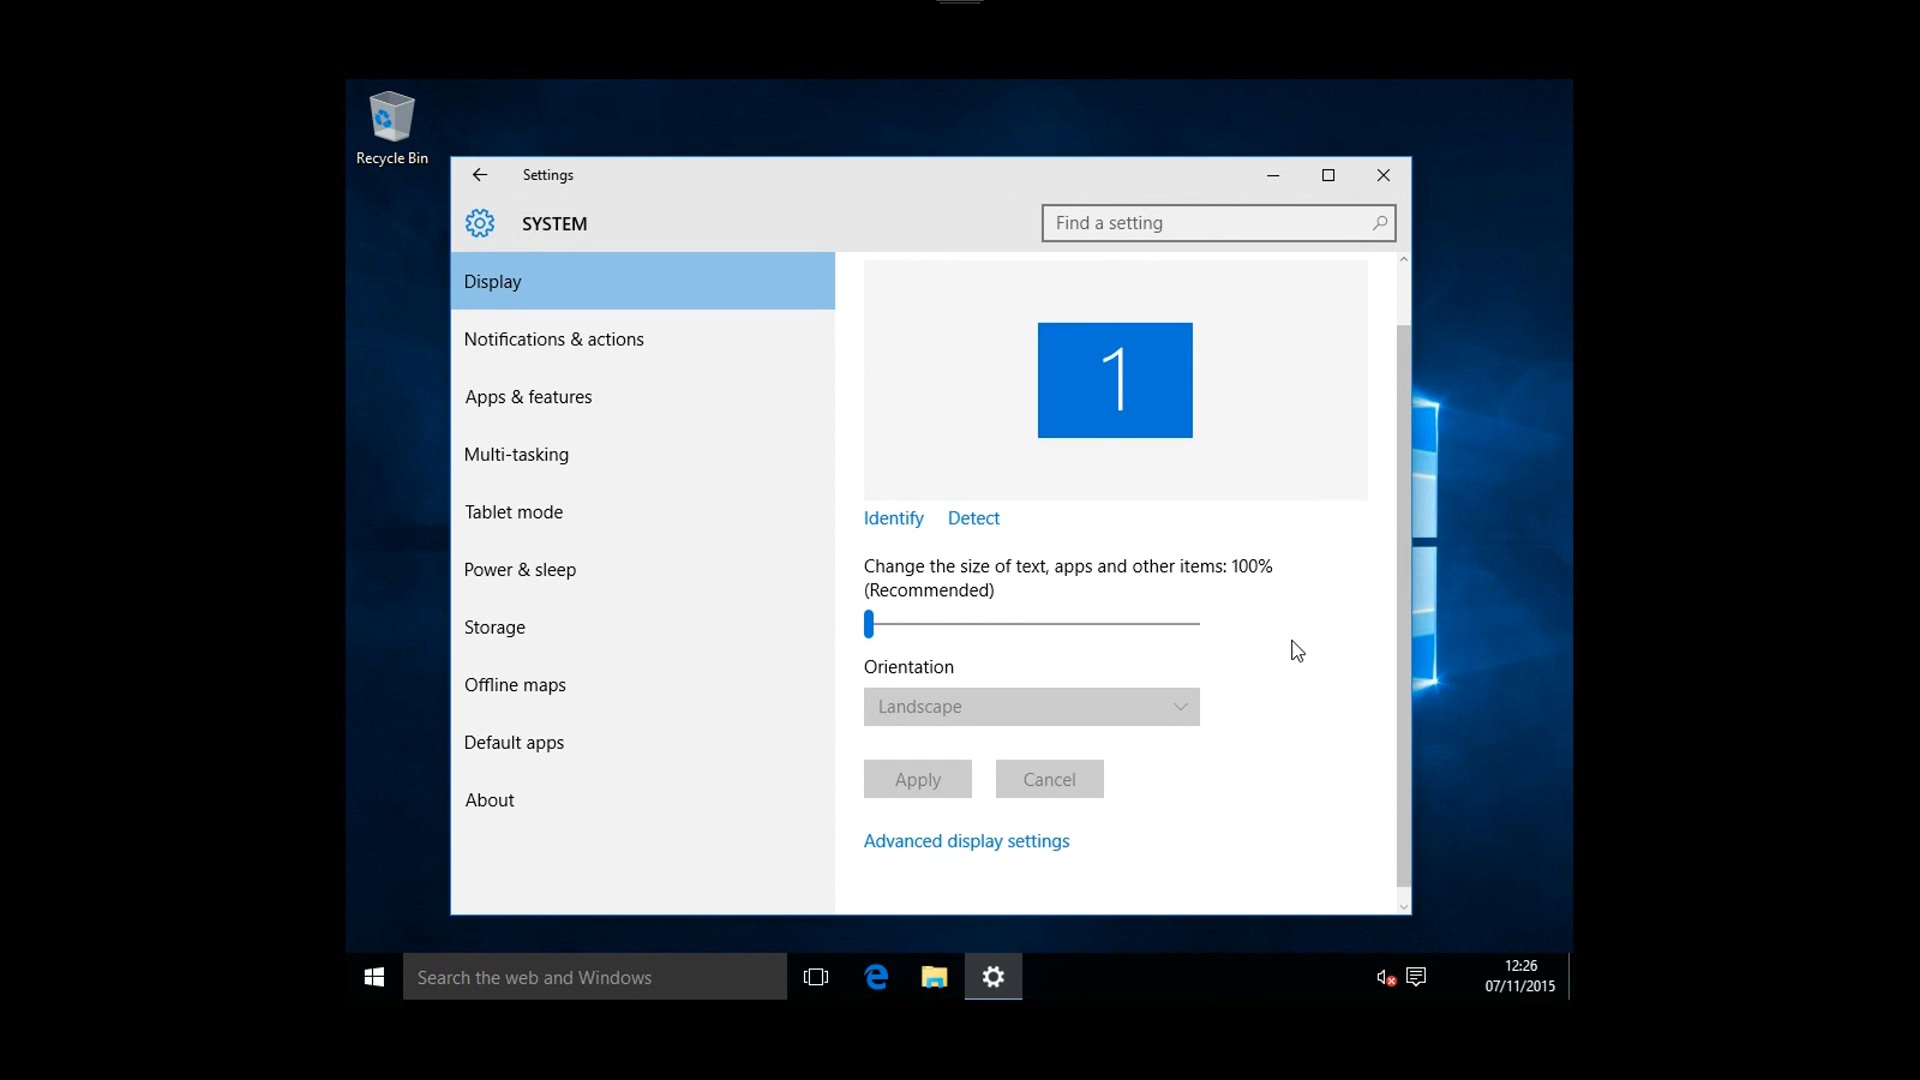 Recycle Bin
Settings
SYSTEM
Find a setting
Display
Notifications & actions
Apps & features
Multi-tasking
Tablet mode
Power & sleep
Storage
Offline maps
Default apps
About
1
Identify Detect
Change the size of text, apps and other items: 100%
(Recommended)
Orientation
Landscape
Apply Cancel
Advanced display settings
Search the web and Windows
12:26
07/11/2015